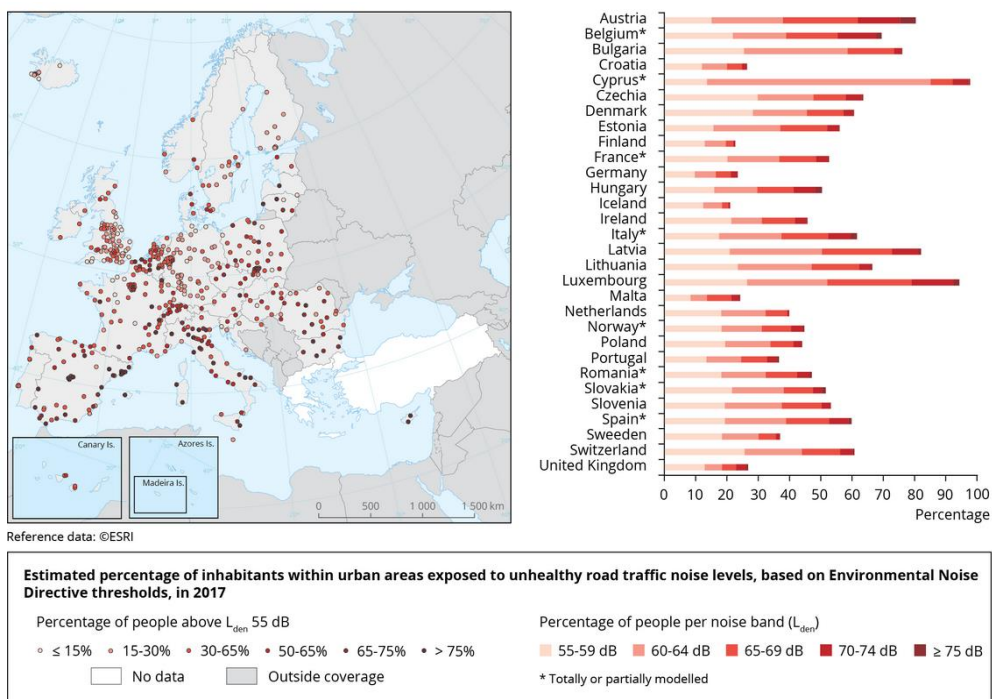 Canary Is.
Azores Is.
Madeira Is.
0 500 1 000 1 500 km
Reference data: ©ESRI
Austria
Belgium*
Bulgaria
Croatia
Cyprus*
Czechia
Denmark
Estonia
Finland
France*
Germany
Hungary
Iceland
Ireland
Italy*
Latvia
Lithuania
Luxembourg
Malta
Netherlands
Norway*
Poland
Portugal
Romania*
Slovakia*
Slovenia
Spain*
Sweeden
Switzerland
United Kingdom
0 10 20 30 40 50 60 70 80 90 100
Percentage
Estimated percentage of inhabitants within urban areas exposed to unhealthy road traffic noise levels, based on Environmental Noise
Directive thresholds, in 2017
Percentage of people above Lden 55 dB
≤ 15% 15-30% 30-65% 50-65% 65-75% > 75%
No data Outside coverage
Percentage of people per noise band (Lden)
55-59 dB 60-64 dB 65-69 dB 70-74 dB ≥ 75 dB
* Totally or partially modelled